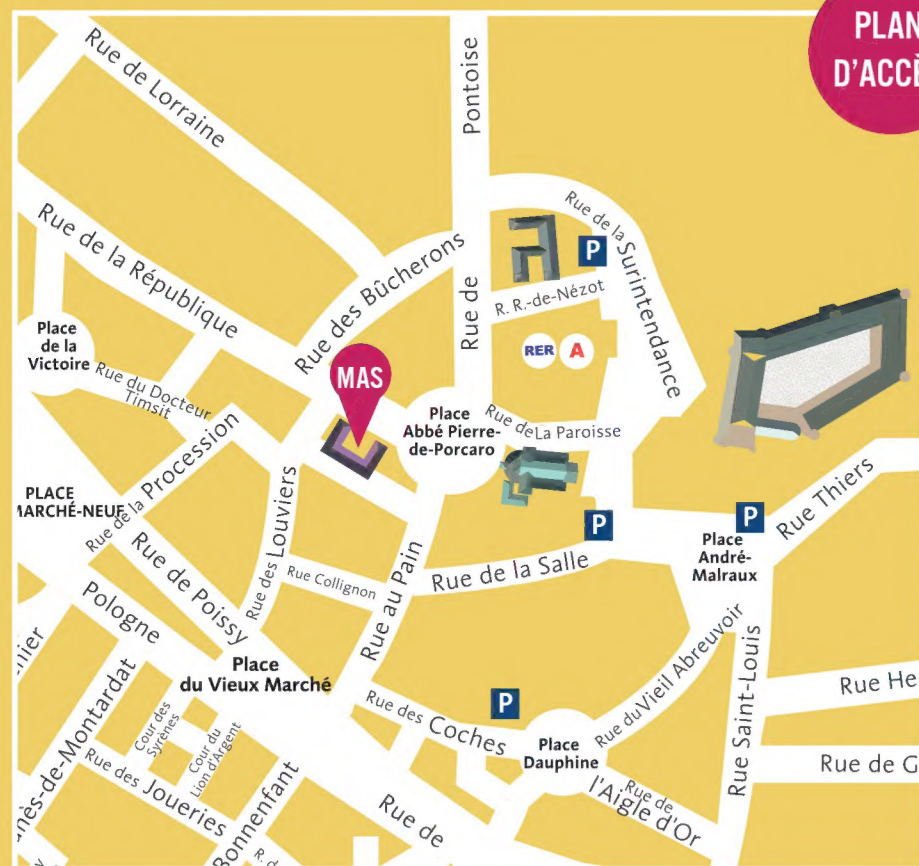 PLAN
D'ACCÈ
Rue de Lorraine
Pontoise
Rue de la
Surintendance
P
Rue de la République
Rue des Bûcherons
Rue de
R. R.-de-Nézot
RER A
Place
de la
Victoire
Rue du Docteur
Timsit
MAS
Place
Abbé Pierre-
de-Porcaro
Rue de La Paroisse
PLACE
MARCHÉ-NEUF
Rue de la Procession
Rue des Louviers
Rue de Poissy
Rue Collignon
Rue au Pain
Rue de la Salle
P
P
Place
André-
Malraux
Rue Thiers
Pologne
nier
Place
du Vieux Marché
Rue des Coches
P
Place
Dauphine
Rue du Vieil Abreuvoir
Rue Saint-Louis
Rue He
Rue de G
nès-de-Montardat
Cour des
Syrènes
Cour du
Lion d'Argent
Rue des Joueries
Bonnenfant
R. d
Rue de
Rue de
l'Aigle d'Or